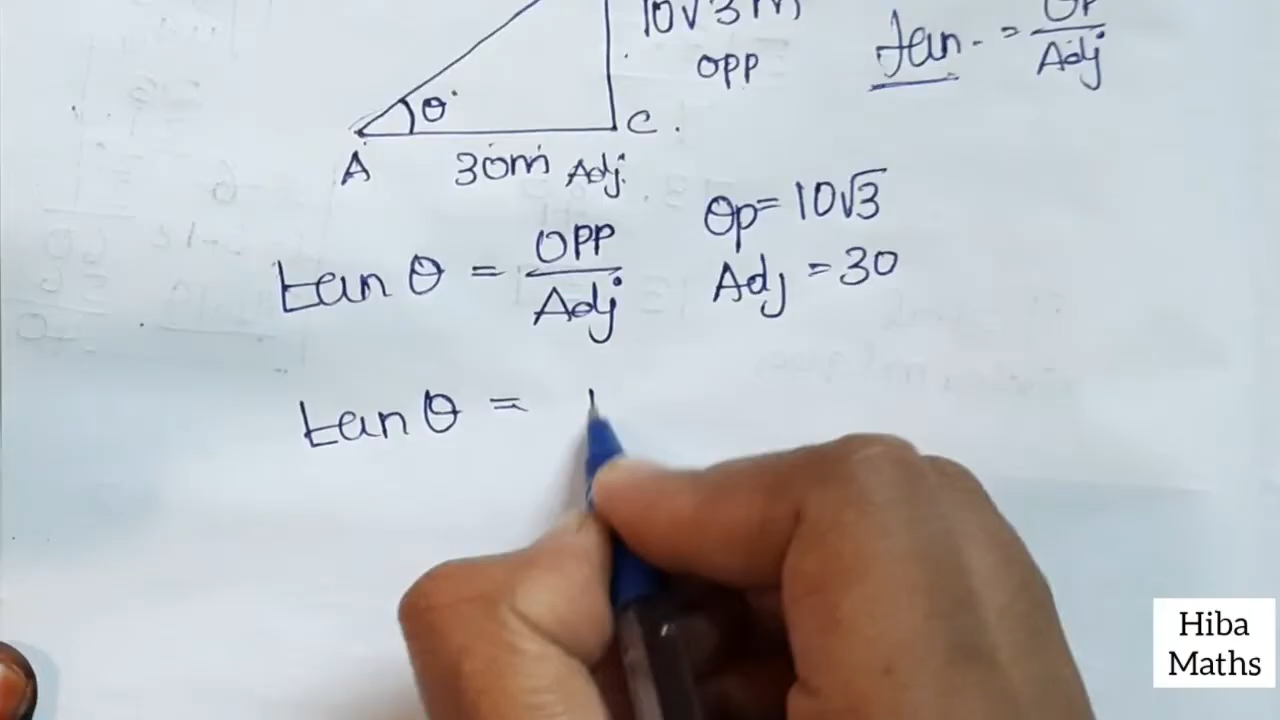 10√3 m
opp
tan. = Op/Adj
θ
C.
A
30m Adj.
Op = 10√3
Adj = 30
tan θ = OPP/Adj
tan θ = 1
Hiba
Maths